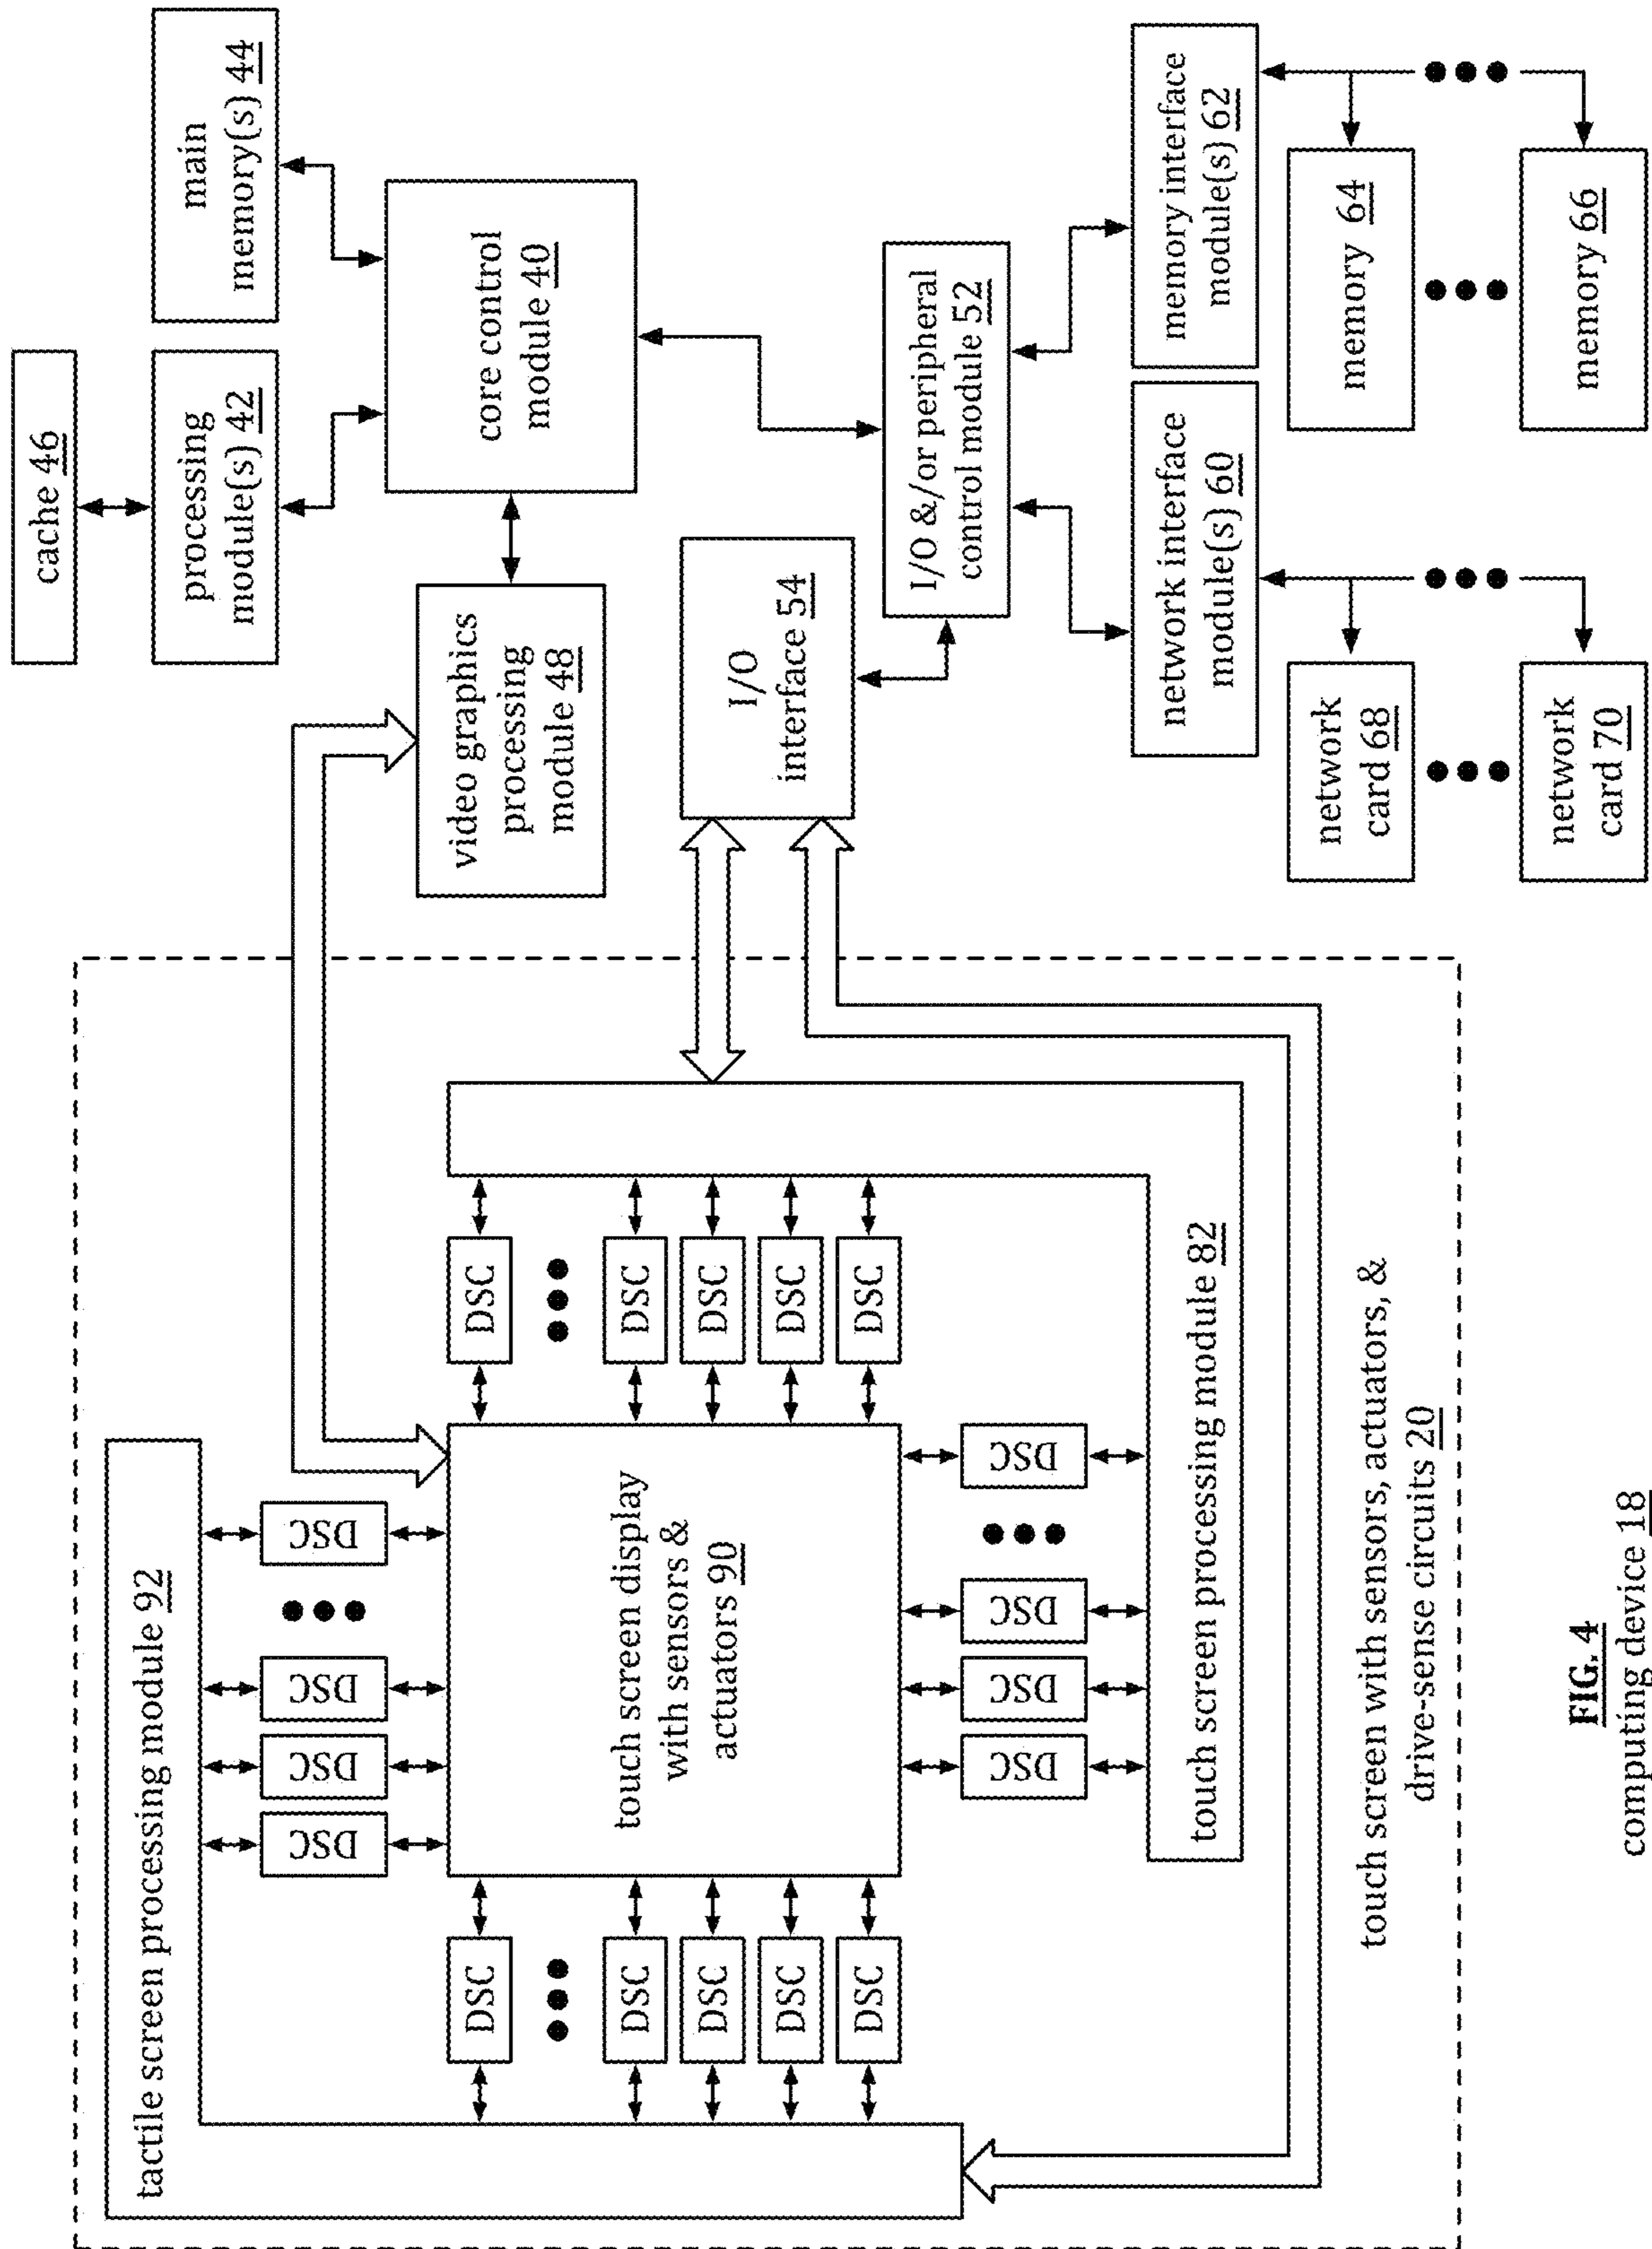 tactile screen processing module 92
DSC
DSC
DSC
DSC
DSC
DSC
DSC
DSC
DSC
touch screen display
with sensors &
actuators 90
DSC
DSC
DSC
DSC
DSC
DSC
DSC
DSC
DSC
touch screen processing module 82
touch screen with sensors, actuators, &
drive-sense circuits 20
cache 46
processing
module(s) 42
main
memory(s) 44
core control
module 40
video graphics
processing
module 48
I/O
interface 54
I/O &/or peripheral
control module 52
network interface
module(s) 60
memory interface
module(s) 62
network
card 68
memory 64
network
card 70
memory 66
FIG. 4
computing device 18